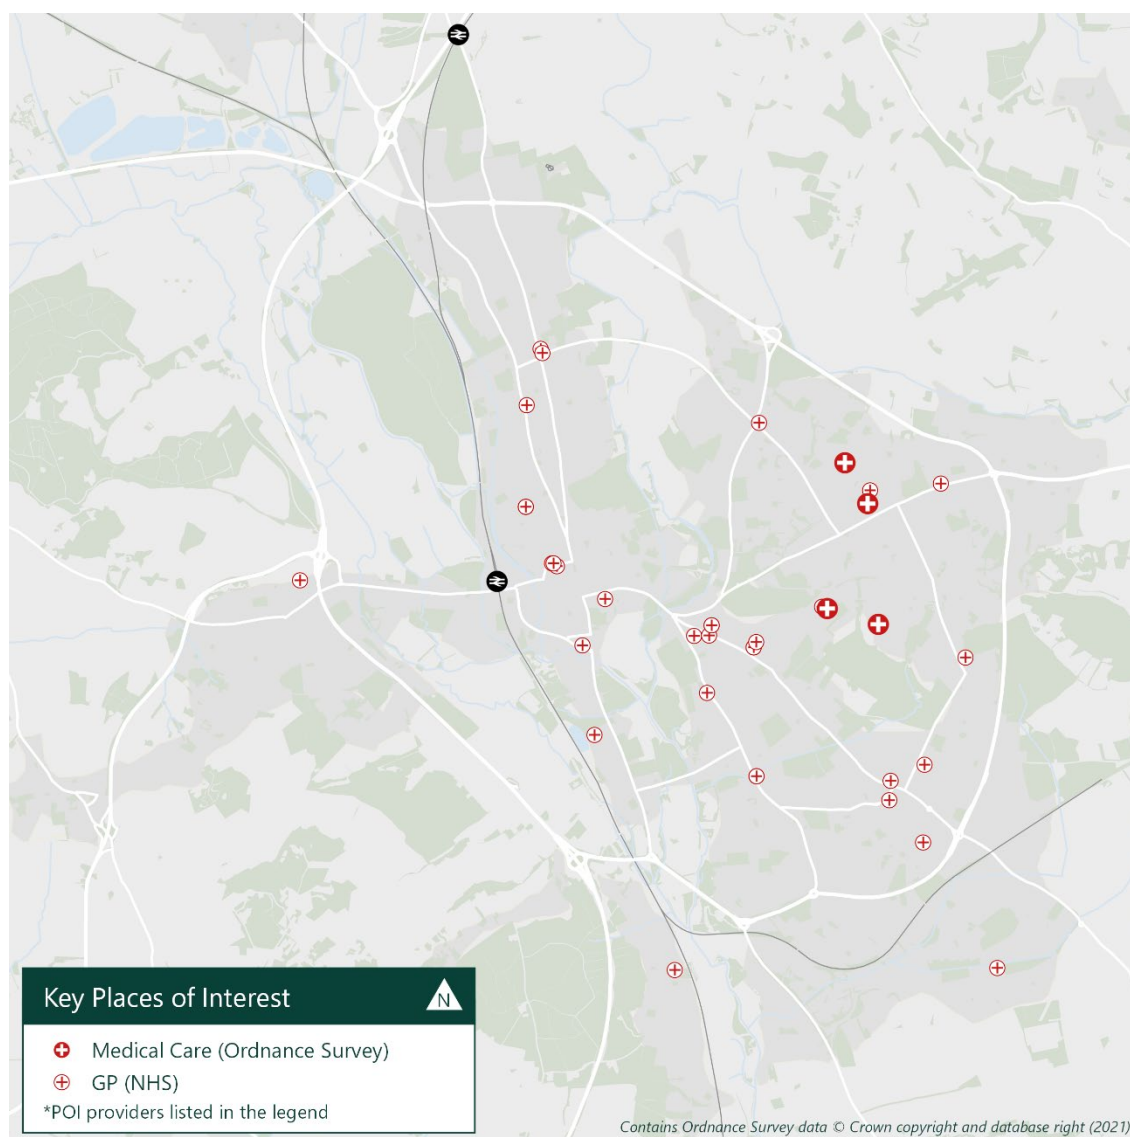 Key Places of Interest
N
Medical Care (Ordnance Survey)
GP (NHS)
*POI providers listed in the legend
Contains Ordnance Survey data © Crown copyright and database right (2021)